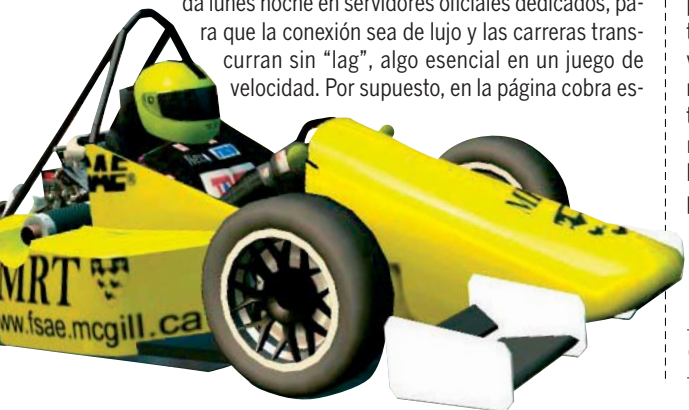 da lunes noche en servidores oficiales dedicados, pa-
ra que la conexión sea de lujo y las carreras trans-
curran sin “lag”, algo esencial en un juego de
velocidad. Por supuesto, en la página cobra es-
MRT
www.fsae.mcgill.ca